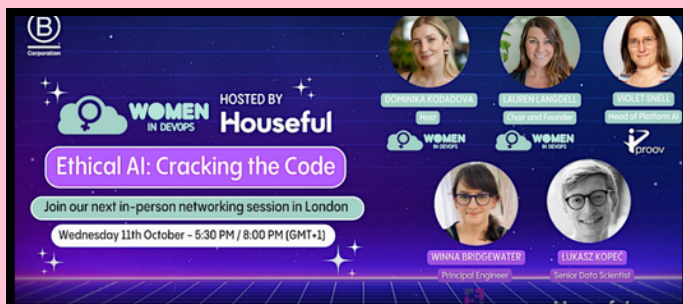 B
Corporation
WOMEN
IN DEVOPS
HOSTED BY
Houseful
Ethical AI: Cracking the Code
Join our next in-person networking session in London
Wednesday 11th October - 5:30 PM / 8:00 PM (GMT+1)
DOMINIKA KODADOVA
Host
WOMEN
IN DEVOPS
LAUREN LANGDELL
Chair and Founder
WOMEN
IN DEVOPS
VIOLET SNELL
Head of Platform AI
iproov
WINNA BRIDGEWATER
Principal Engineer
ŁUKASZ KOPEĆ
Senior Data Scientist